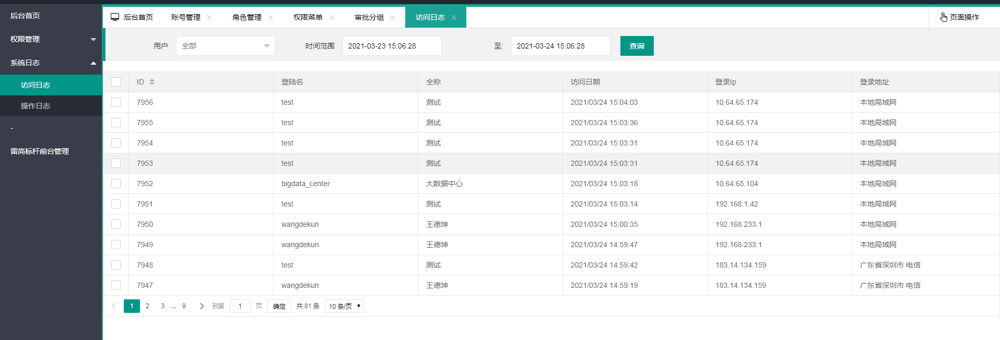 后台首页
权限管理
系统日志
访问日志
操作日志
-
雷高标杆前台管理
后台首页 账号管理 角色管理 权限菜单 审批分组 访问日志 页面操作
用户 全部 时间范围 2021-03-23 15:06:28 至: 2021-03-24 15:06:28 查询
ID 登陆名 全称 访问日期 登录Ip 登录地址
7956 test 测试 2021/03/24 15:04:03 10.64.65.174 本地局域网
7955 test 测试 2021/03/24 15:03:36 10.64.65.174 本地局域网
7954 test 测试 2021/03/24 15:03:31 10.64.65.174 本地局域网
7953 test 测试 2021/03/24 15:03:31 10.64.65.174 本地局域网
7952 bigdata_center 大数据中心 2021/03/24 15:03:18 10.64.65.104 本地局域网
7951 test 测试 2021/03/24 15:03:14 192.168.1.42 本地局域网
7950 wangdekun 王德坤 2021/03/24 15:00:35 192.168.233.1 本地局域网
7949 wangdekun 王德坤 2021/03/24 14:59:47 192.168.233.1 本地局域网
7948 test 测试 2021/03/24 14:59:42 183.14.134.159 广东省深圳市 电信
7947 wangdekun 王德坤 2021/03/24 14:59:19 183.14.134.159 广东省深圳市 电信
1 2 3 … 9 到第 1 页 确定 共 81 条 10 条/页